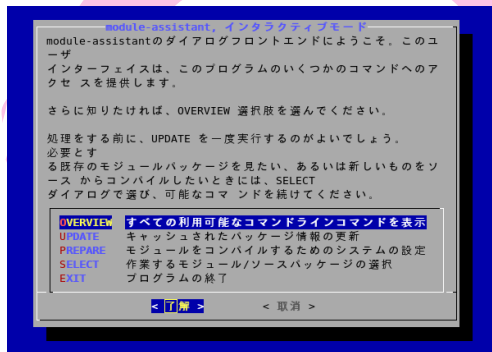 module-assistant, インタラクティブモード
module-assistantのダイアログフロントエンドにようこそ。このユ
ーザ
インターフェイスは、このプログラムのいくつかのコマンドへのア
クセ スを提供します。
さらに知りたければ、OVERVIEW 選択肢を選んでください。
処理をする前に、UPDATE を一度実行するのがよいでしょう。
必要とす
る既存のモジュールパッケージを見たい、あるいは新しいものをソ
ース からコンパイルしたいときには、SELECT
ダイアログで選び、可能なコマ ンドを続けてください。
OVERVIEW すべての利用可能なコマンドラインコマンドを表示
UPDATE キャッシュされたパッケージ情報の更新
PREPARE モジュールをコンパイルするためのシステムの設定
SELECT 作業するモジュール/ソースパッケージの選択
EXIT プログラムの終了
< 了解 > < 取消 >